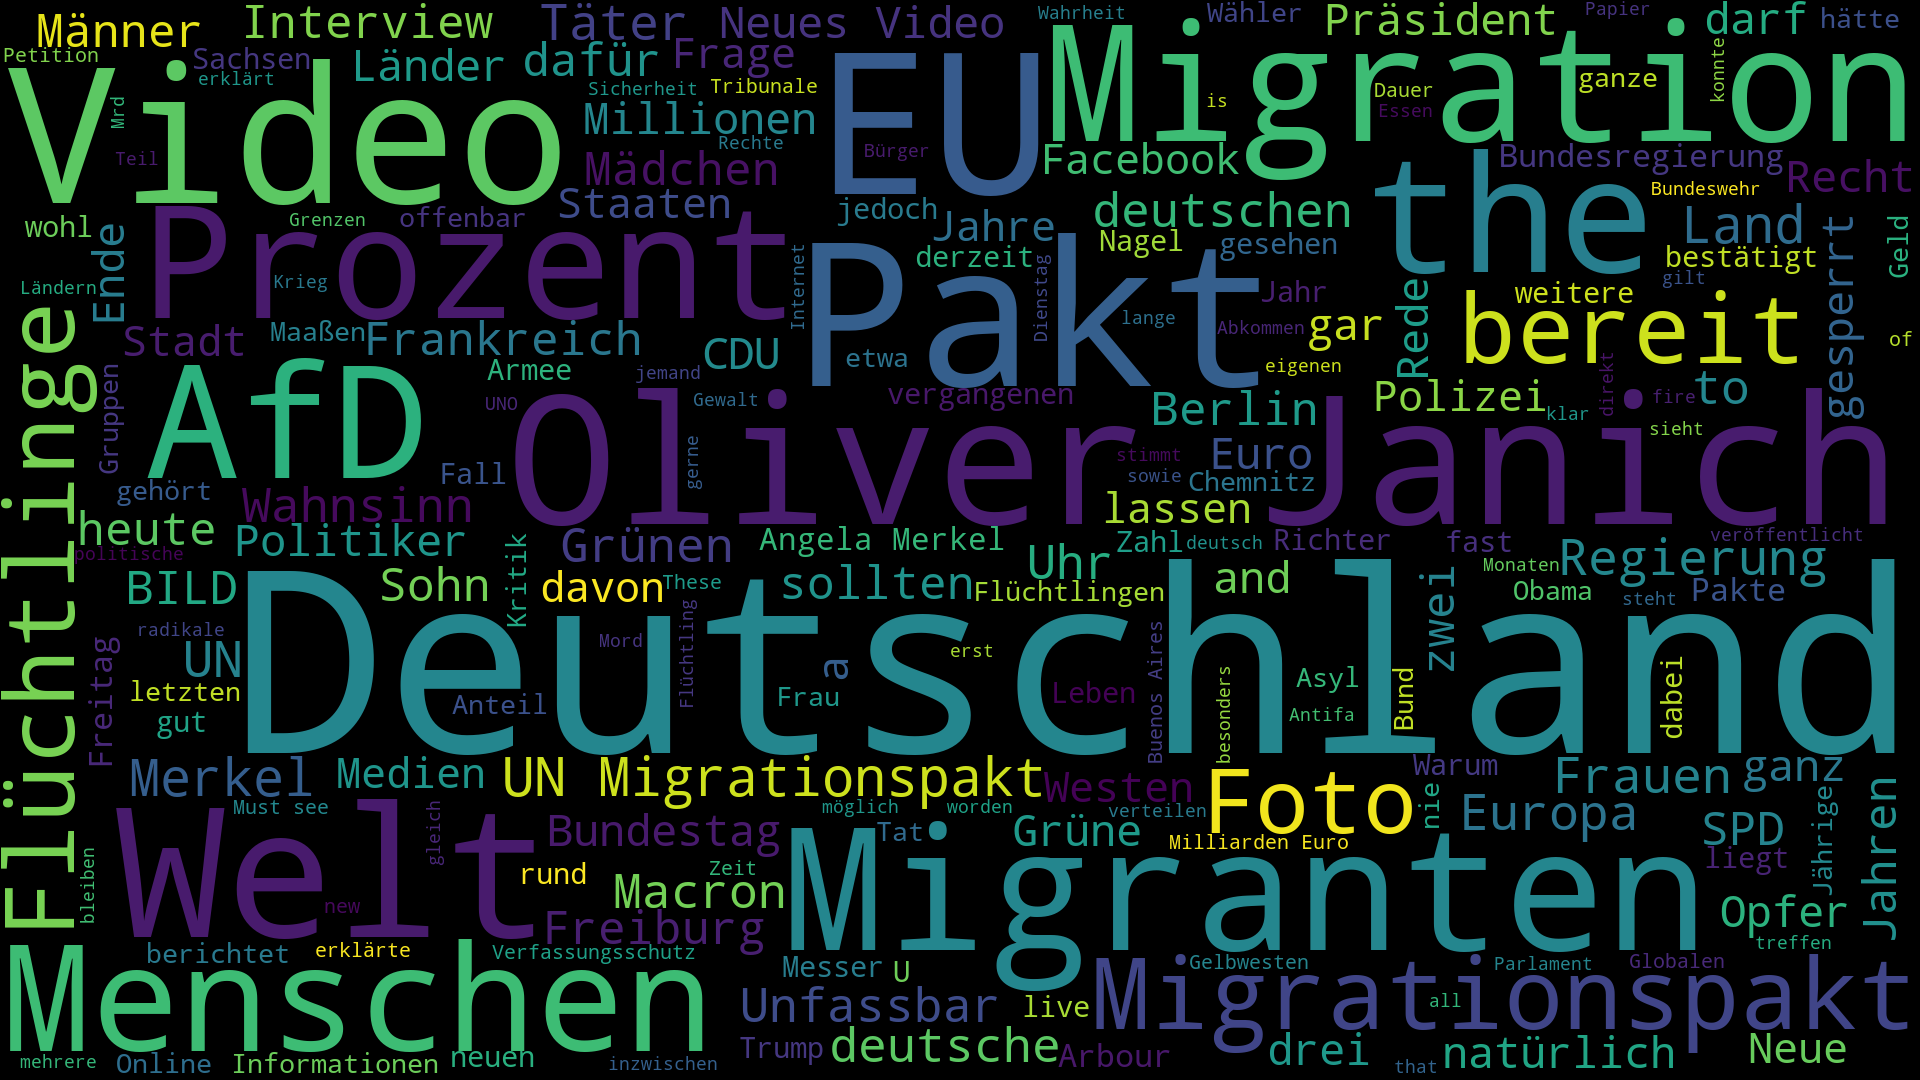 Männer
Interview
Täter
Neues Video
Wahrheit
Wähler
Präsident
Papier
darf
hätte
Petition
Sachsen
erklärt
Länder
dafür
Frage
EU
Migration
Video
Mrd
Teil
Sicherheit
Tribunale
Millionen
Rechte
Mädchen
Bürger
Facebook
is
Dauer
Essen
ganze
konnte
Bundesregierung
Recht
Bundeswehr
the
wohl
Grenzen
offenbar
Staaten
jedoch
Jahre
deutschen
Nagel
gesehen
Land
bestätigt
gilt
gesperrt
Geld
Ende
Prozent
Krieg
Internet
derzeit
Dienstag
Pakt
Jahr
Rede
weitere
bereit
Ländern
Flüchtlinge
Stadt
Maaßen
Frankreich
CDU
etwa
lange
Abkommen
gar
of
Armee
jemand
eigenen
AfD
Gruppen
UNO
Gewalt
vergangenen
Berlin
Polizei
klar
direkt
fire
to
sieht
Oliver
Janich
Fall
gerne
stimmt
sowie
Euro
Chemnitz
gehört
Wahnsinn
lassen
heute
politische
Politiker
Kritik
Grünen
Angela Merkel
Uhr
Zahl
deutsch
Richter
fast
veröffentlicht
Regierung
BILD
Sohn
davon
These
sollten
Flüchtlingen
and
zwei
Monaten
Obama
steht
Pakte
Deutschland
radikale
UN
Mord
Flüchtling
a
erst
Buenos Aires
besonders
Asyl
Antifa
Bund
dabei
Freitag
letzten
gut
Anteil
Frau
Leben
Merkel
Medien
UN Migrationspakt
Westen
Foto
Warum
nie
Frauen
ganz
Must see
möglich
worden
verteilen
Europa
SPD
Jährige
Jahren
Welt
gleich
Bundestag
Tat
Grüne
Milliarden Euro
liegt
bleiben
new
rund
Zeit
Macron
Migranten
Freiburg
Opfer
treffen
Menschen
berichtet
erklärte
Verfassungsschutz
Messer
U
Gelbwesten
Parlament
Globalen
Unfassbar
live
Migrationspakt
all
mehrere
Online
Informationen
neuen
inzwischen
Trump
deutsche
Arbour
drei
that
natürlich
Neue